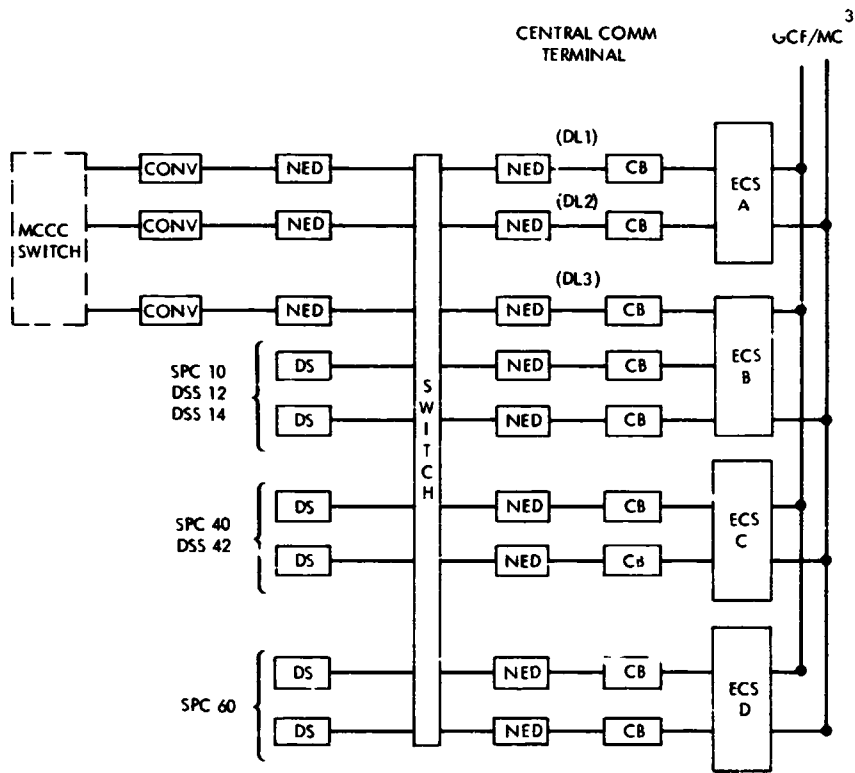 3
CENTRAL COMM
TERMINAL
GCF/MC
(DL1)
CONV NED NED CB
ECS
A
(DL2)
MCCC
SWITCH
CONV NED NED CB
(DL3)
CONV NED NED CB
ECS
B
SPC 10
DSS 12
DSS 14
DS NED CB
DS NED CB
SWITCH
SPC 40
DSS 42
DS NED CB
DS NED CB
ECS
C
SPC 60
DS NED CB
DS NED CB
ECS
D